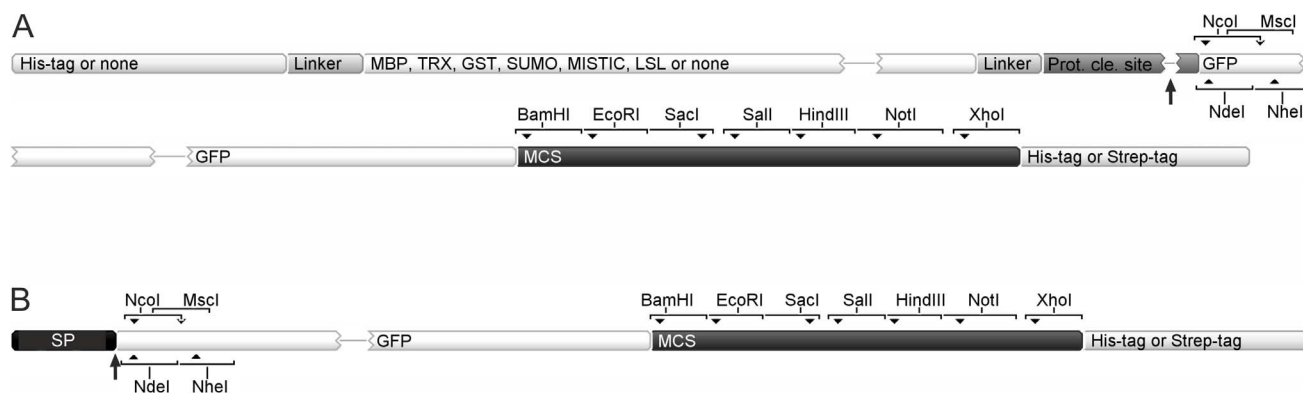 A
NcoI MscI
His-tag or none Linker MBP, TRX, GST, SUMO, MISTIC, LSL or none Linker Prot. cle. site GFP
NdeI NheI
BamHI EcoRI SacI SalI HindIII NotI XhoI
GFP MCS His-tag or Strep-tag
B
NcoI MscI BamHI EcoRI SacI SalI HindIII NotI XhoI
SP GFP MCS His-tag or Strep-tag
NdeI NheI